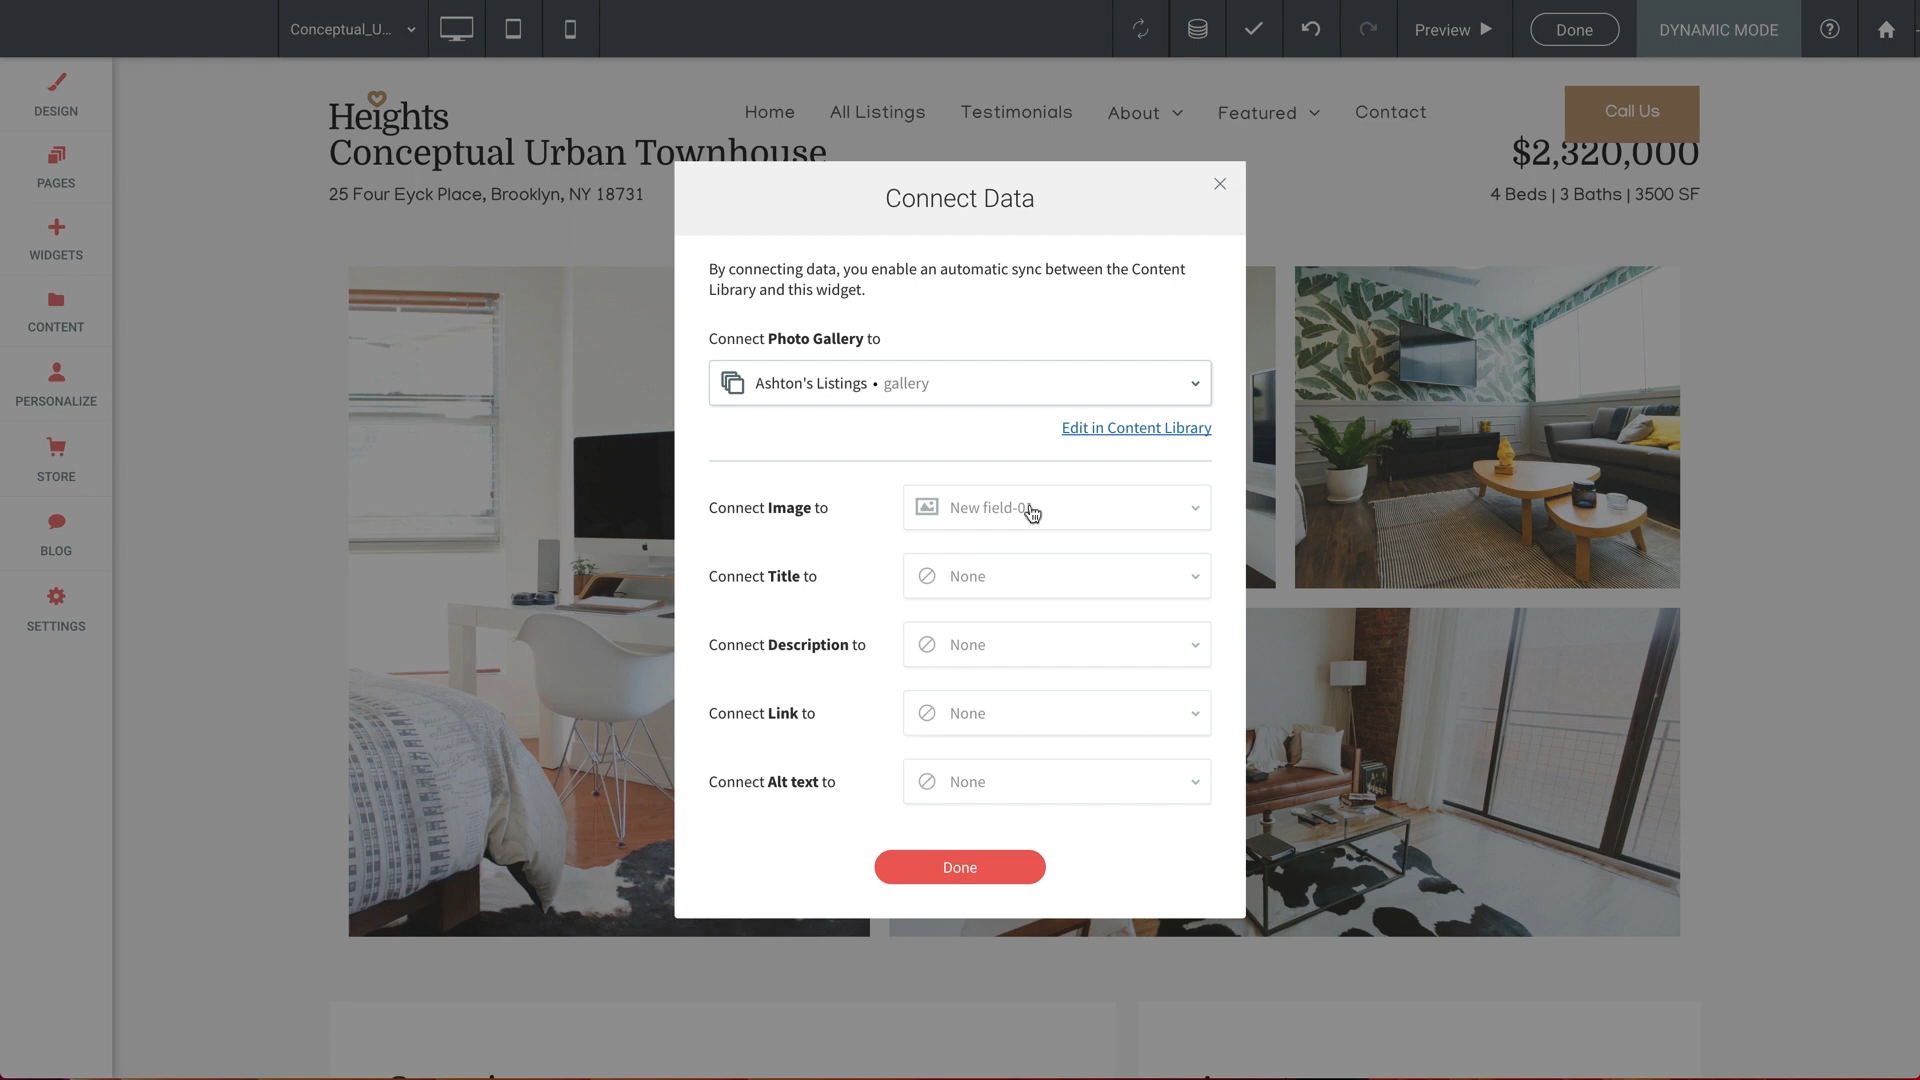 Conceptual_U...
Preview
Done
DYNAMIC MODE
DESIGN
PAGES
WIDGETS
CONTENT
PERSONALIZE
STORE
BLOG
SETTINGS
Heights
Home
All Listings
Testimonials
About
Featured
Contact
Call Us
Conceptual Urban Townhouse
$2,320,000
25 Four Eyck Place, Brooklyn, NY 18731
4 Beds | 3 Baths | 3500 SF
Connect Data
By connecting data, you enable an automatic sync between the Content
Library and this widget.
Connect Photo Gallery to
Ashton's Listings • gallery
Edit in Content Library
Connect Image to
New
Connect Title to
None
Connect Description to
None
Connect Link to
None
Connect Alt text to
None
Done